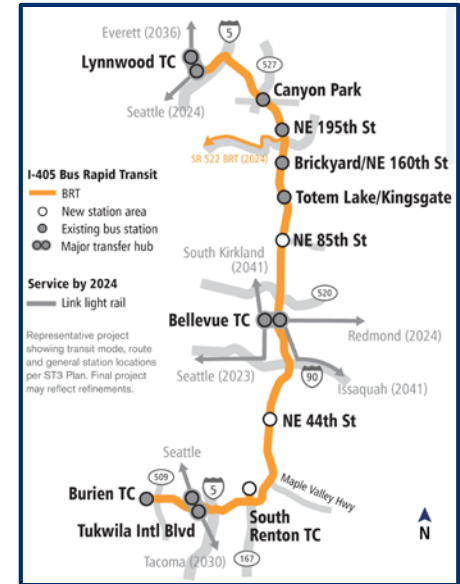 Everett (2036)
5
Lynnwood TC
527
Canyon Park
Seattle (2024)
NE 195th St
SR 522 BRT (2024)
Brickyard/NE 160th St
I-405 Bus Rapid Transit
BRT
New station area
Existing bus station
Major transfer hub
Totem Lake/Kingsgate
NE 85th St
South Kirkland
(2041)
Service by 2024
Link light rail
520
Bellevue TC
Redmond (2024)
Representative project
showing transit mode, route
and general station locations
per ST3 Plan. Final project
may reflect refinements.
Seattle (2023)
90
Issaquah (2041)
NE 44th St
Seattle
509
5
Maple Valley Hwy
Burien TC
Tukwila Intl Blvd
South
Renton TC
Tacoma (2030)
167
N